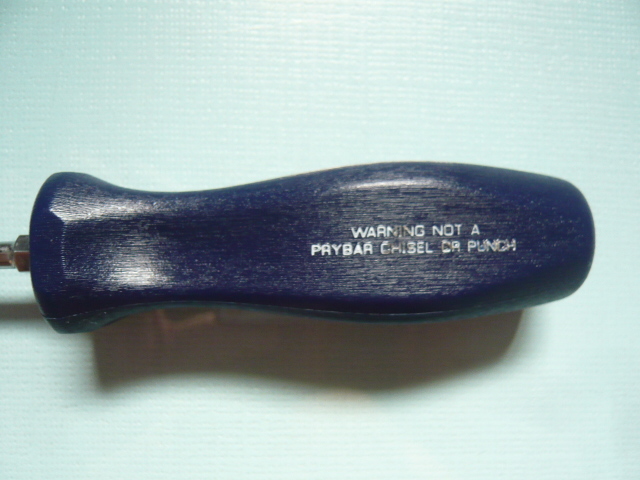 WARNING NOT A
PRYBAR CHISEL OR PUNCH